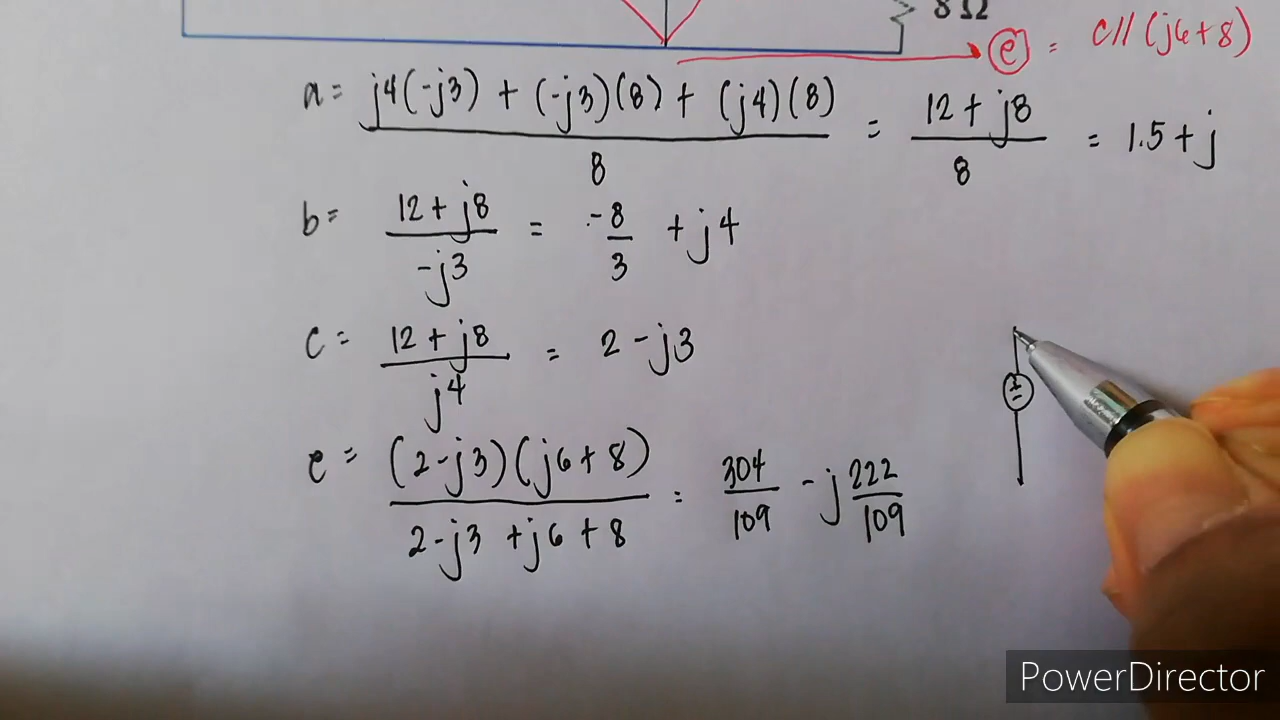 8 Ω
e = c // (j6+8)
a = j4(-j3) + (-j3)(8) + (j4)(8) / 8 = 12 + j8 / 8 = 1.5 + j
b = 12 + j8 / -j3 = -8/3 + j4
c = 12 + j8 / j4 = 2 - j3
e = (2-j3)(j6+8) / 2-j3 + j6 + 8 = 304/109 - j 222/109
PowerDirector